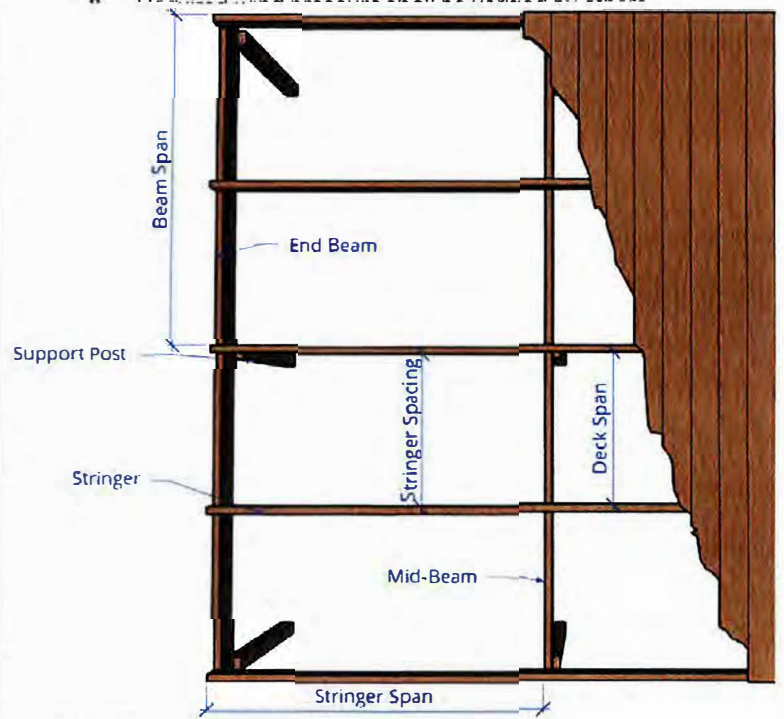 Beam Span
End Beam
Support Post
Stringer Spacing
Deck Span
Stringer
Mid-Beam
Stringer Span